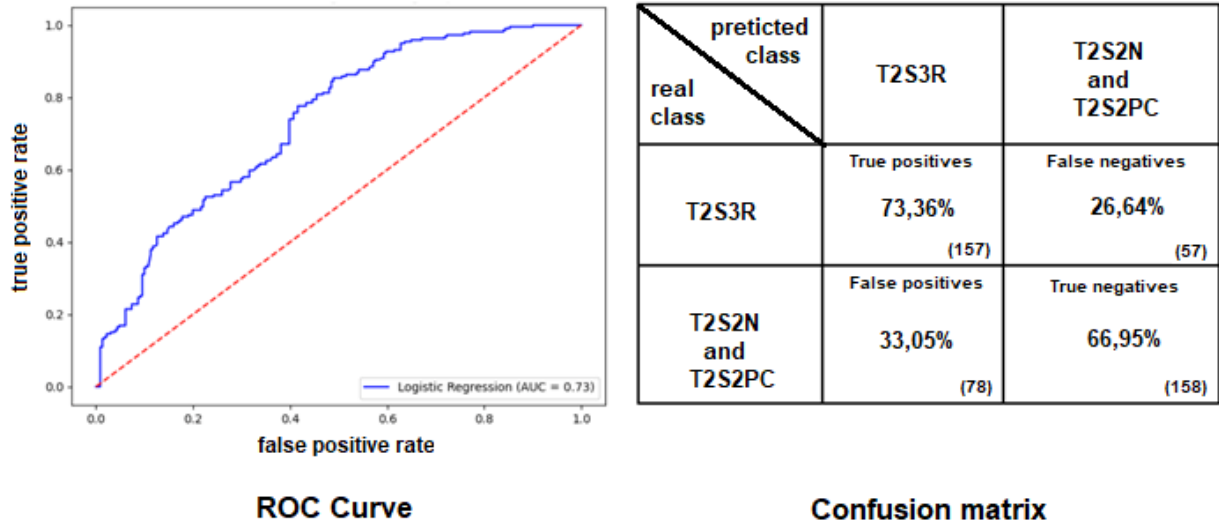 true positive rate
1.0
0.8
0.6
0.4
0.2
0.0
0.0
0.2
0.4
0.6
0.8
1.0
Logistic Regression (AUC = 0.73)
false positive rate
ROC Curve
preticted
class
real
class
T2S3R
T2S2N
and
T2S2PC
T2S3R
True positives
73,36%
(157)
False negatives
26,64%
(57)
T2S2N
and
T2S2PC
False positives
33,05%
(78)
True negatives
66,95%
(158)
Confusion matrix